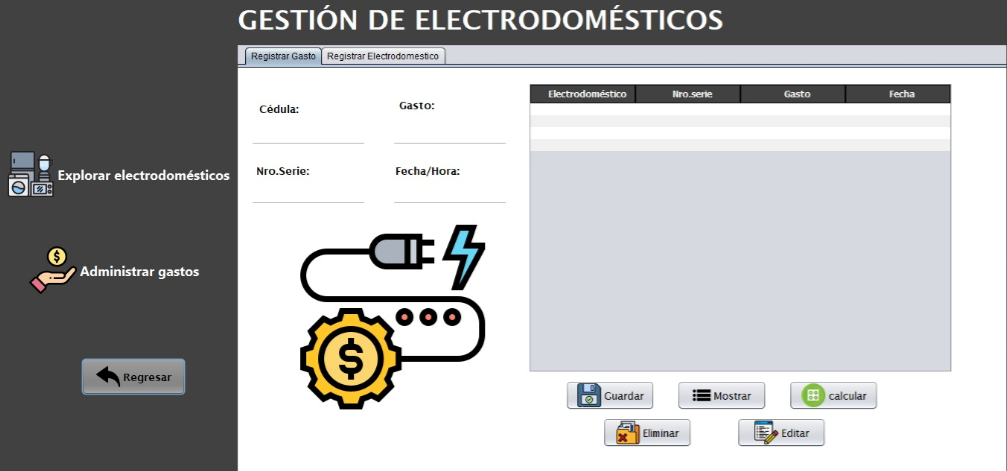 GESTIÓN DE ELECTRODOMÉSTICOS
Registrar Gasto Registrar Electrodomestico
Cédula: Gasto:
Nro.Serie: Fecha/Hora:
Electrodoméstico Nro.serie Gasto Fecha
Explorar electrodomésticos
$
Administrar gastos
$
Regresar
Guardar Mostrar calcular
Eliminar Editar